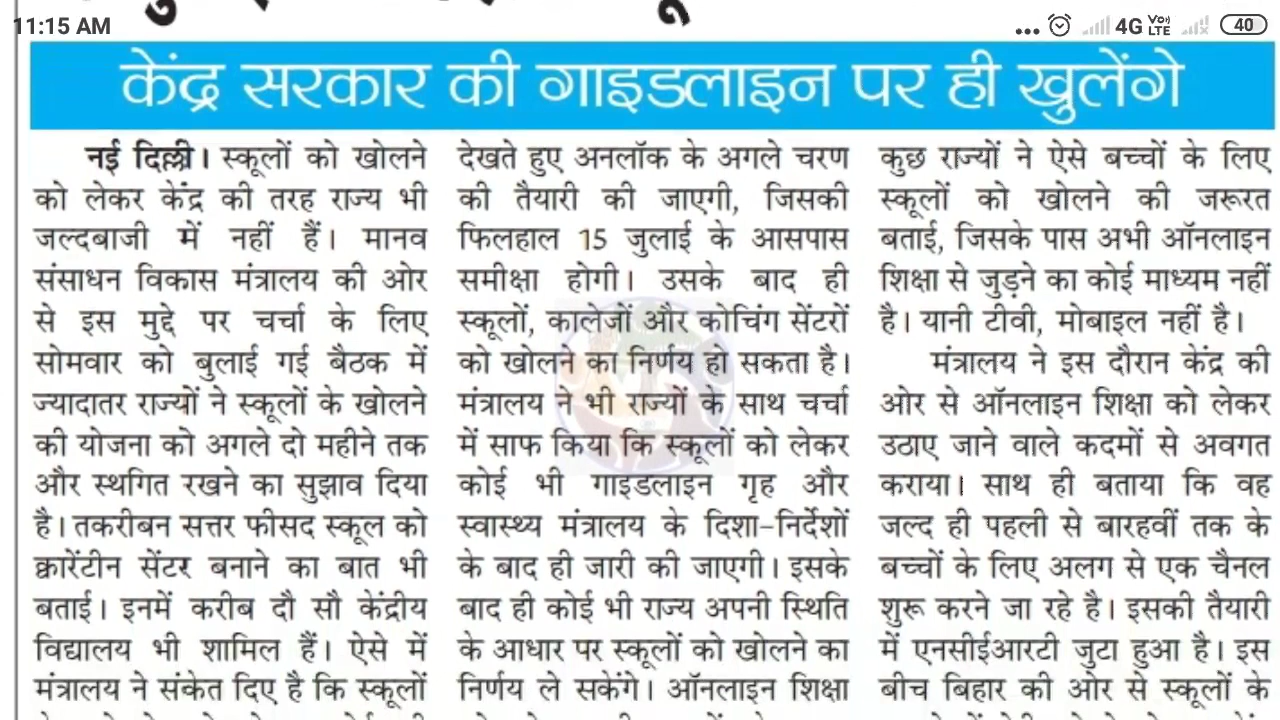 11:15 AM
4G VoLTE 40
केंद्र सरकार की गाइडलाइन पर ही खुलेंगे
नई दिल्ली। स्कूलों को खोलने
को लेकर केंद्र की तरह राज्य भी
जल्दबाजी में नहीं हैं। मानव
संसाधन विकास मंत्रालय की ओर
से इस मुद्दे पर चर्चा के लिए
सोमवार को बुलाई गई बैठक में
ज्यादातर राज्यों ने स्कूलों के खोलने
की योजना को अगले दो महीने तक
और स्थगित रखने का सुझाव दिया
है। तकरीबन सत्तर फीसद स्कूल को
क्वारेंटीन सेंटर बनाने का बात भी
बताई। इनमें करीब दौ सौ केंद्रीय
विद्यालय भी शामिल हैं। ऐसे में
मंत्रालय ने संकेत दिए है कि स्कूलों
देखते हुए अनलॉक के अगले चरण
की तैयारी की जाएगी, जिसकी
फिलहाल 15 जुलाई के आसपास
समीक्षा होगी। उसके बाद ही
स्कूलों, कालेजों और कोचिंग सेंटरों
को खोलने का निर्णय हो सकता है।
मंत्रालय ने भी राज्यों के साथ चर्चा
में साफ किया कि स्कूलों को लेकर
कोई भी गाइडलाइन गृह और
स्वास्थ्य मंत्रालय के दिशा-निर्देशों
के बाद ही जारी की जाएगी। इसके
बाद ही कोई भी राज्य अपनी स्थिति
के आधार पर स्कूलों को खोलने का
निर्णय ले सकेंगे। ऑनलाइन शिक्षा
कुछ राज्यों ने ऐसे बच्चों के लिए
स्कूलों को खोलने की जरूरत
बताई, जिसके पास अभी ऑनलाइन
शिक्षा से जुड़ने का कोई माध्यम नहीं
है। यानी टीवी, मोबाइल नहीं है।
मंत्रालय ने इस दौरान केंद्र की
ओर से ऑनलाइन शिक्षा को लेकर
उठाए जाने वाले कदमों से अवगत
कराया। साथ ही बताया कि वह
जल्द ही पहली से बारहवीं तक के
बच्चों के लिए अलग से एक चैनल
शुरू करने जा रहे है। इसकी तैयारी
में एनसीईआरटी जुटा हुआ है। इस
बीच बिहार की ओर से स्कूलों के